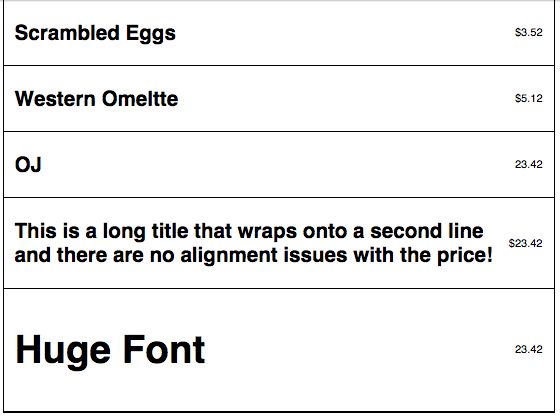 Scrambled Eggs $3.52
Western Omeltte $5.12
OJ 23.42
This is a long title that wraps onto a second line
and there are no alignment issues with the price! $23.42
Huge Font 23.42